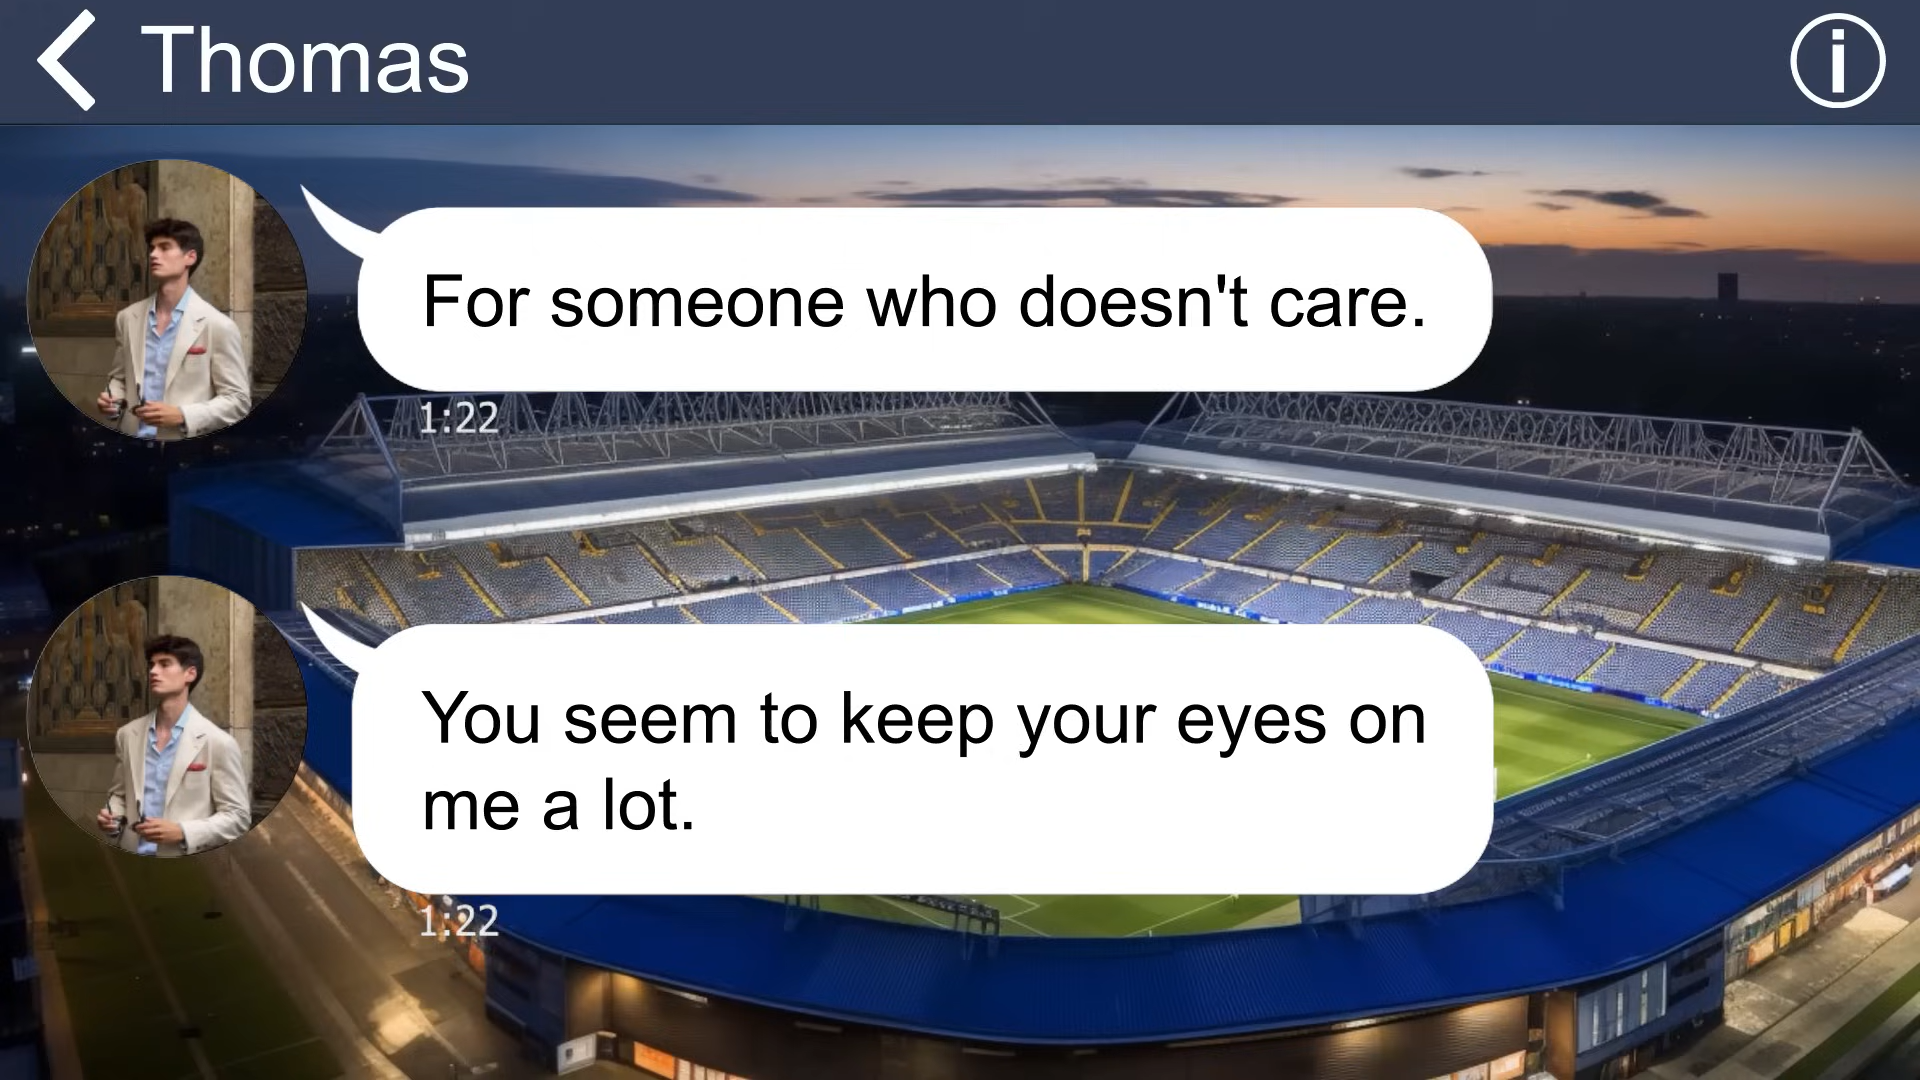 Thomas
For someone who doesn't care.
1:22
You seem to keep your eyes on
me a lot.
1:22